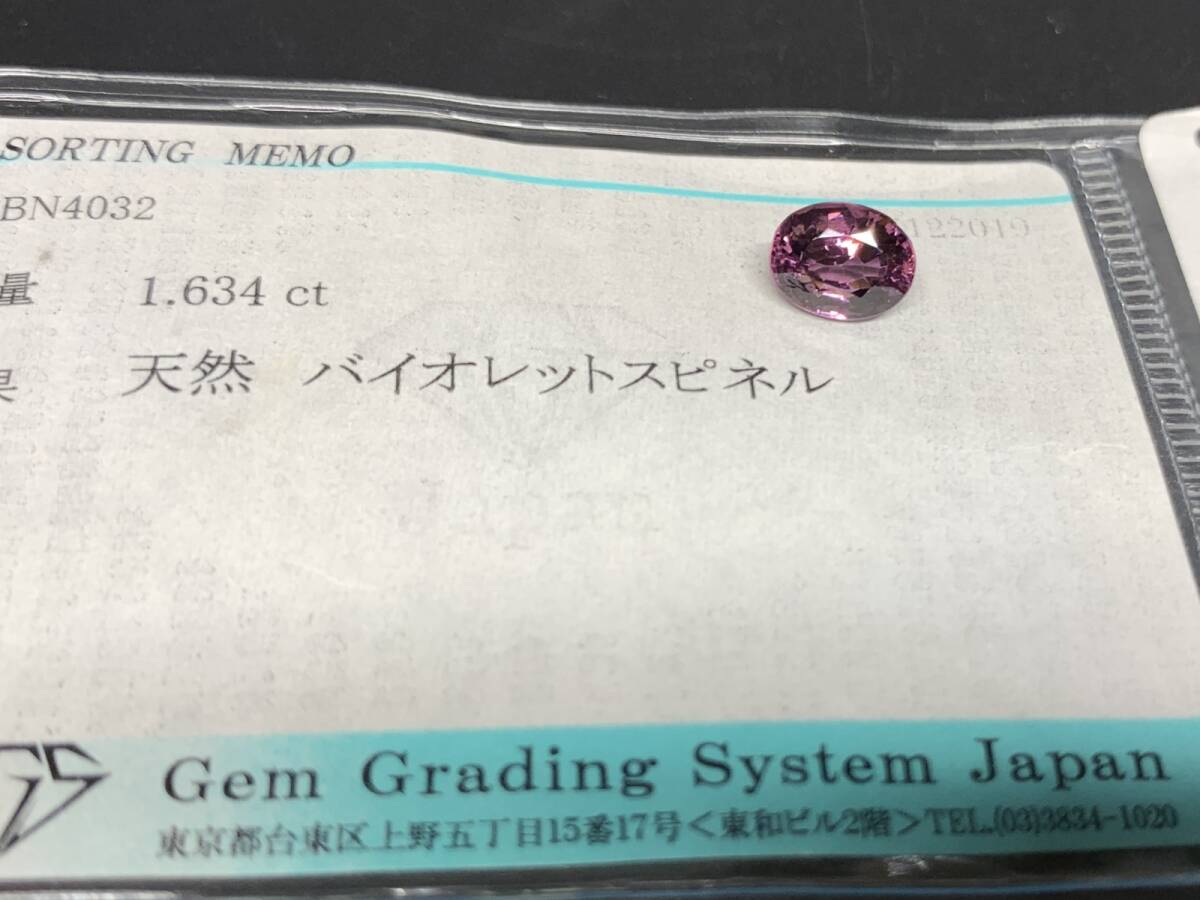 SORTING MEMO
BN4032 122019
量 1.634 ct
天然 バイオレットスピネル
GS
Gem Grading System Japan
東京都台東区上野五丁目15番17号<東和ビル2階>TEL.(03)3834-1020